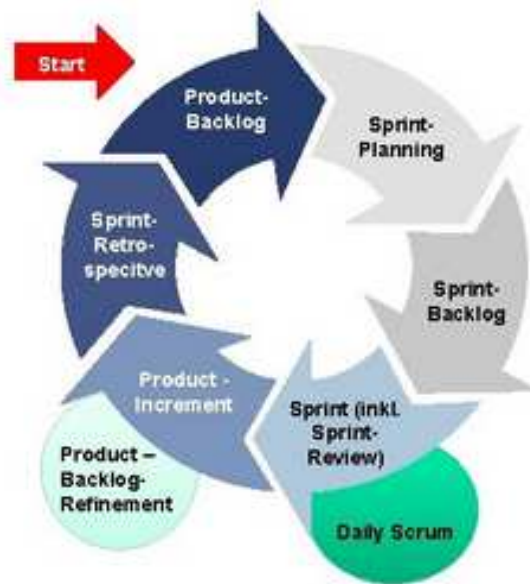 Start
Product-
Backlog
Sprint-
Planning
Sprint-
Backlog
Sprint (inkl.
Sprint-
Review)
Daily Scrum
Product -
Increment
Product –
Backlog-
Refinement
Sprint-
Retro-
specitve